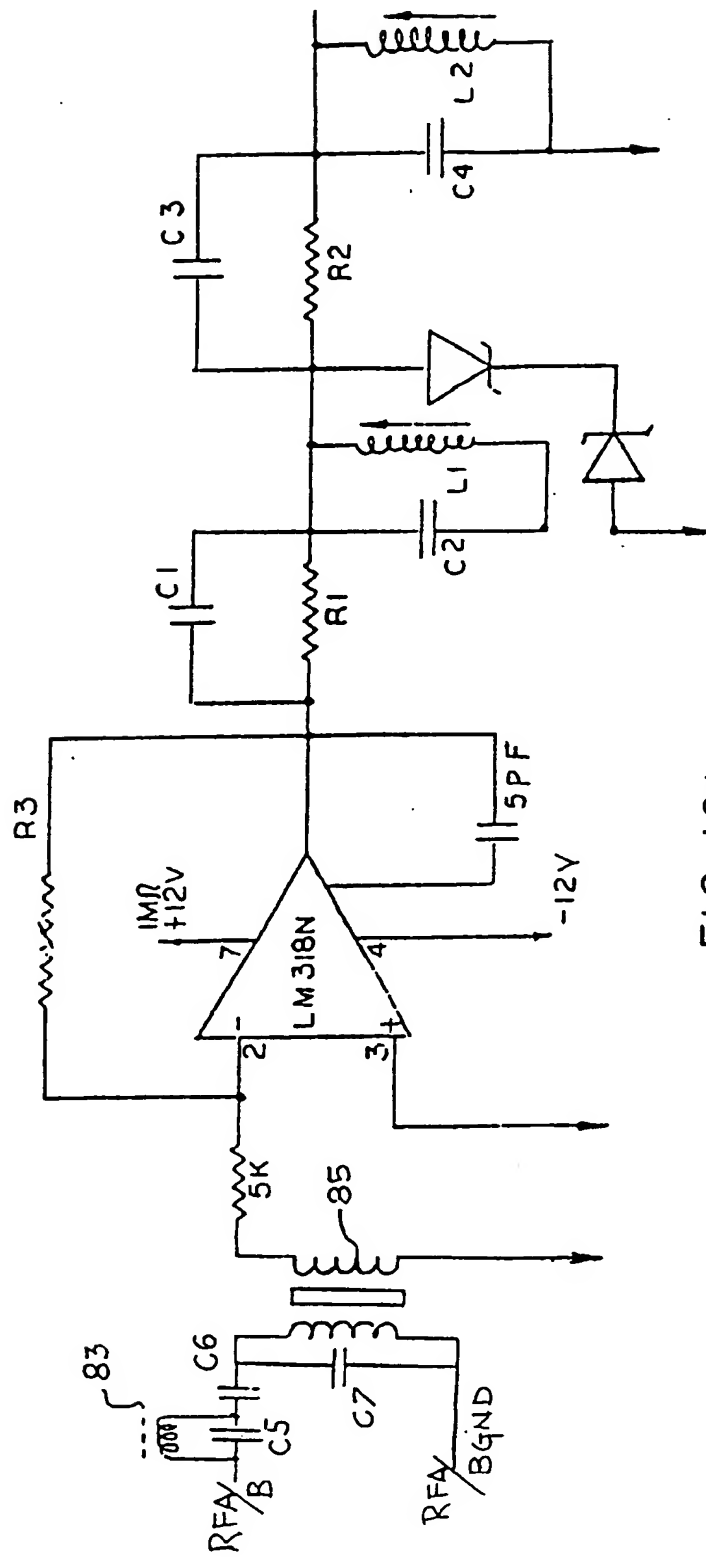 83
RFA/B
C5
C6
C7
RFA/BGND
85
5K
R3
2
-
3
+
LM318N
7
1MΩ
+12V
4
-12V
5PF
C1
R1
C2
L1
C3
R2
C4
L2